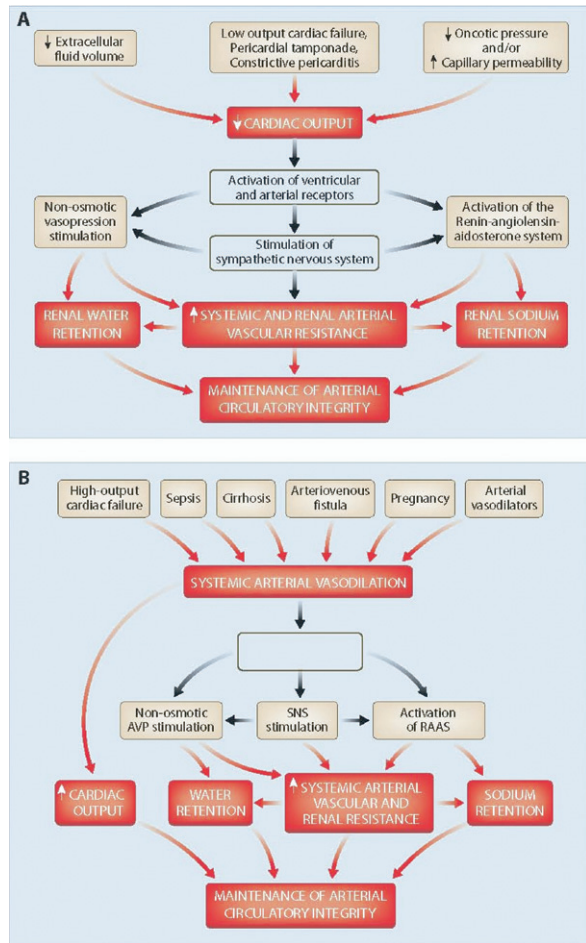 A
↓ Extracellular
fluid volume
Low output cardiac failure,
Pericardial tamponade,
Constrictive pericarditis
↓ Oncotic pressure
and/or
↑ Capillary permeability
↓ CARDIAC OUTPUT
Activation of ventricular
and arterial receptors
Non-osmotic
vasopression
stimulation
Activation of the
Renin-angiolensin-
aidosterone system
Stimulation of
sympathetic nervous system
RENAL WATER
RETENTION
↑ SYSTEMIC AND RENAL ARTERIAL
VASCULAR RESISTANCE
RENAL SODIUM
RETENTION
MAINTENANCE OF ARTERIAL
CIRCULATORY INTEGRITY
B
High-output
cardiac failure
Sepsis
Cirrhosis
Arteriovenous
fistula
Pregnancy
Arterial
vasodilators
SYSTEMIC ARTERIAL VASODILATION
Non-osmotic
AVP stimulation
SNS
stimulation
Activation
of RAAS
↑ CARDIAC
OUTPUT
WATER
RETENTION
↑ SYSTEMIC ARTERIAL
VASCULAR AND
RENAL RESISTANCE
SODIUM
RETENTION
MAINTENANCE OF ARTERIAL
CIRCULATORY INTEGRITY